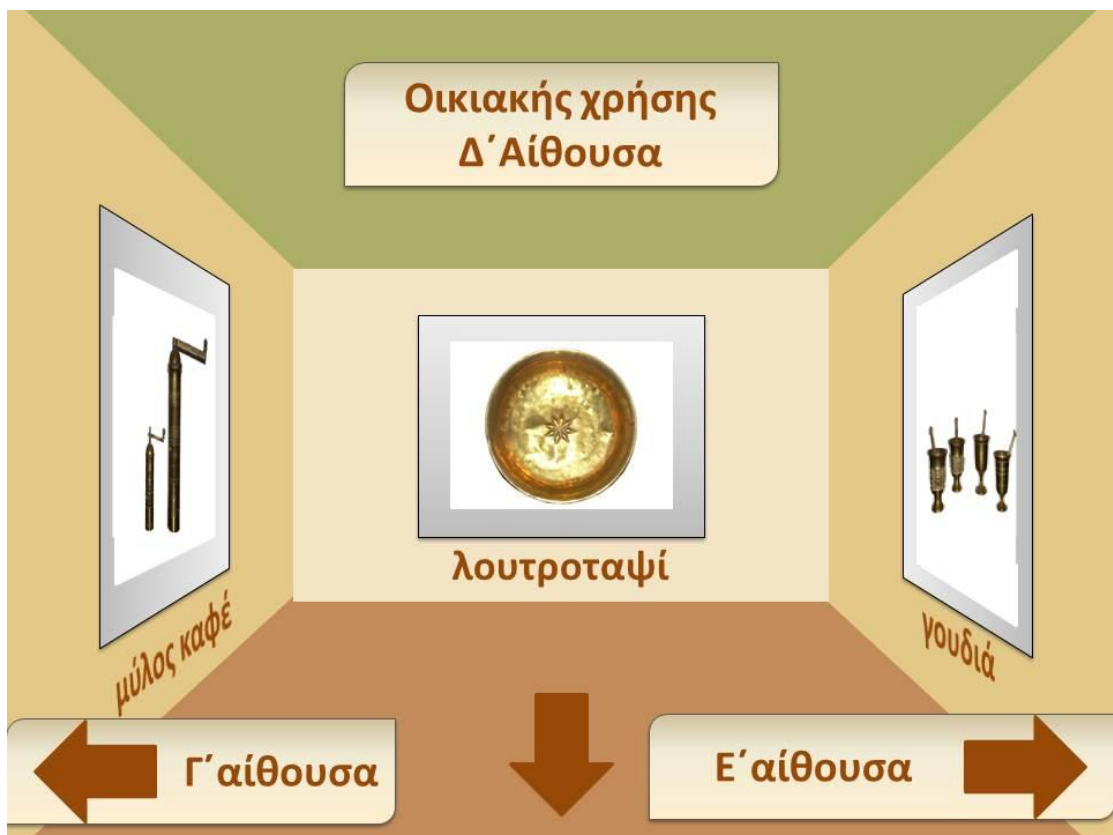 Οικιακής χρήσης
Δ΄Αίθουσα
λουτροταψί
μύλος καφέ
γουδιά
Γ΄αίθουσα
Ε΄αίθουσα